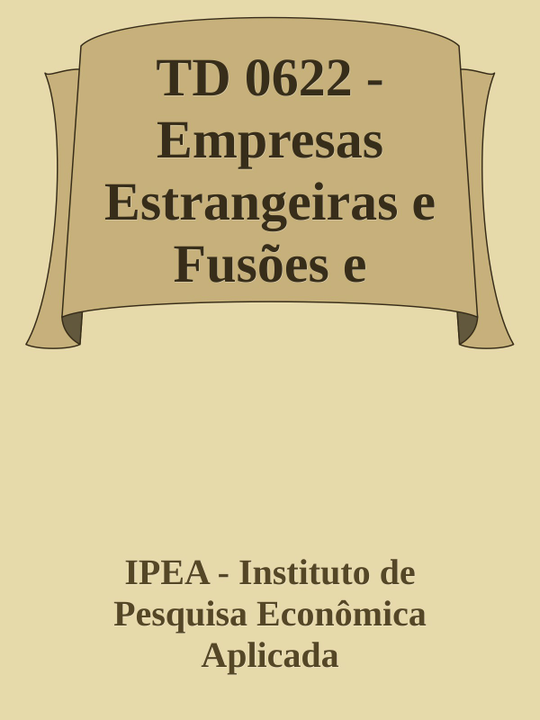 TD 0622 -
Empresas
Estrangeiras e
Fusões e
IPEA - Instituto de
Pesquisa Econômica
Aplicada